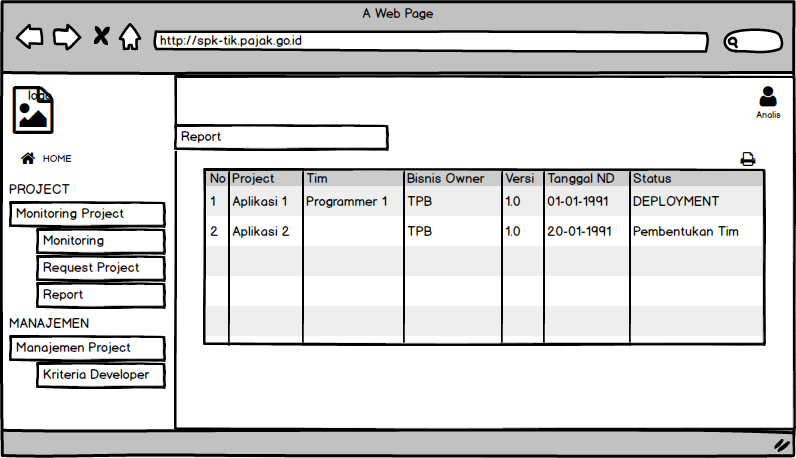 A Web Page
http://spk-tik.pajak.go.id
logo
Analis
Report
HOME
PROJECT
Monitoring Project
Monitoring
Request Project
Report
MANAJEMEN
Manajemen Project
Kriteria Developer
No Project Tim Bisnis Owner Versi Tanggal ND Status
1 Aplikasi 1 Programmer 1 TPB 1.0 01-01-1991 DEPLOYMENT
2 Aplikasi 2 TPB 1.0 20-01-1991 Pembentukan Tim